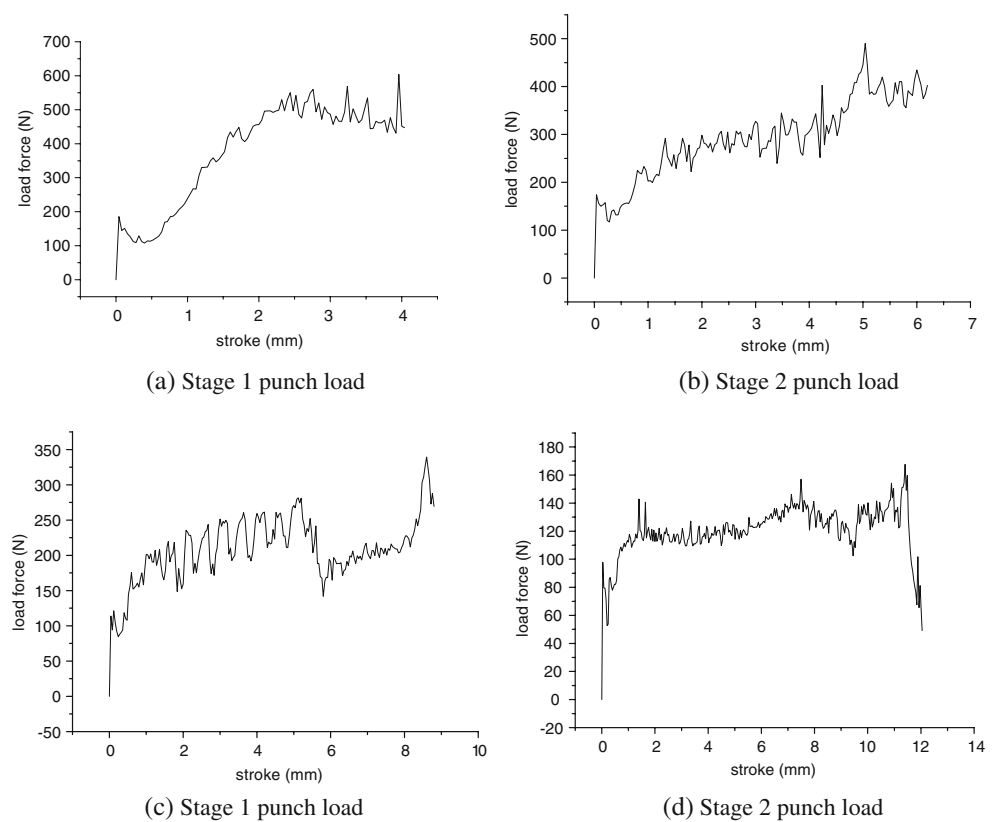 700
600
500
400
300
200
100
0
load force (N)
0 1 2 3 4
stroke (mm)
(a) Stage 1 punch load
500
400
300
200
100
0
load force (N)
0 1 2 3 4 5 6 7
stroke (mm)
(b) Stage 2 punch load
350
300
250
200
150
100
50
0
-50
load force (N)
0 2 4 6 8 10
stroke (mm)
(c) Stage 1 punch load
180
160
140
120
100
80
60
40
20
0
-20
load force (N)
0 2 4 6 8 10 12 14
stroke (mm)
(d) Stage 2 punch load